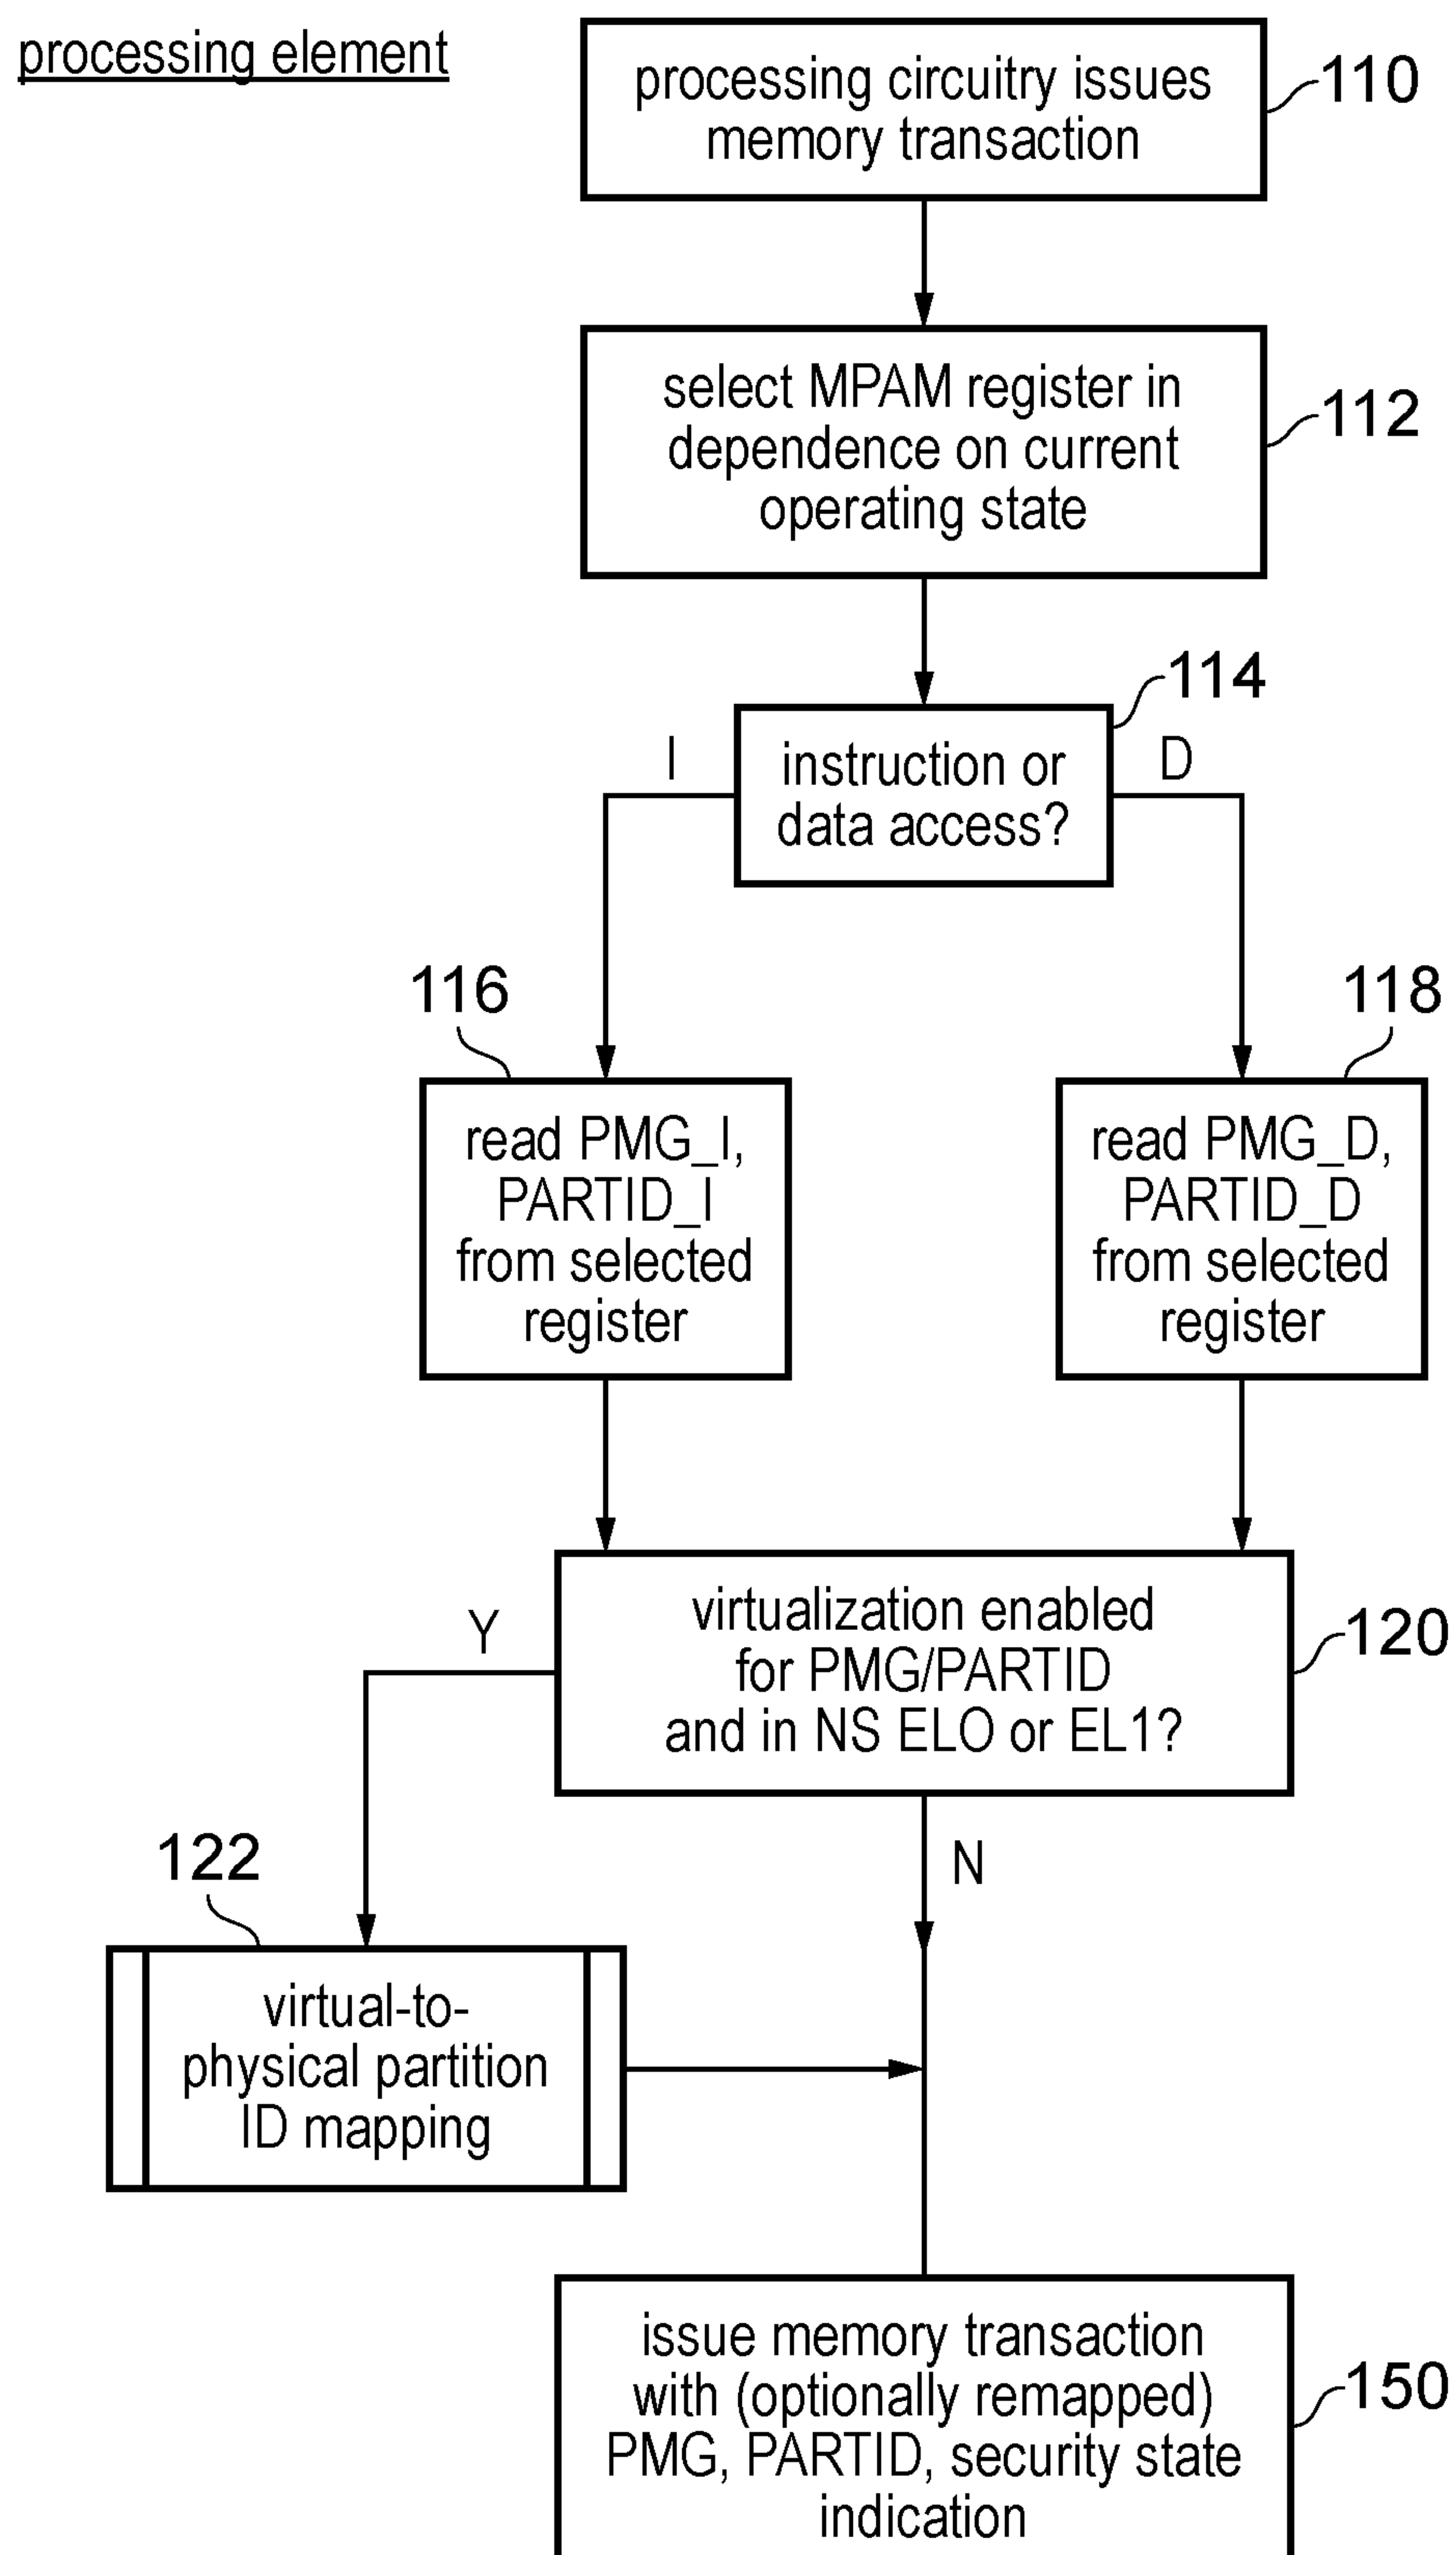 processing element
processing circuitry issues
memory transaction
110
select MPAM register in
dependence on current
operating state
112
114
instruction or
data access?
I
D
116
118
read PMG_I,
PARTID_I
from selected
register
read PMG_D,
PARTID_D
from selected
register
virtualization enabled
for PMG/PARTID
and in NS ELO or EL1?
120
Y
N
122
virtual-to-
physical partition
ID mapping
issue memory transaction
with (optionally remapped)
PMG, PARTID, security state
indication
150